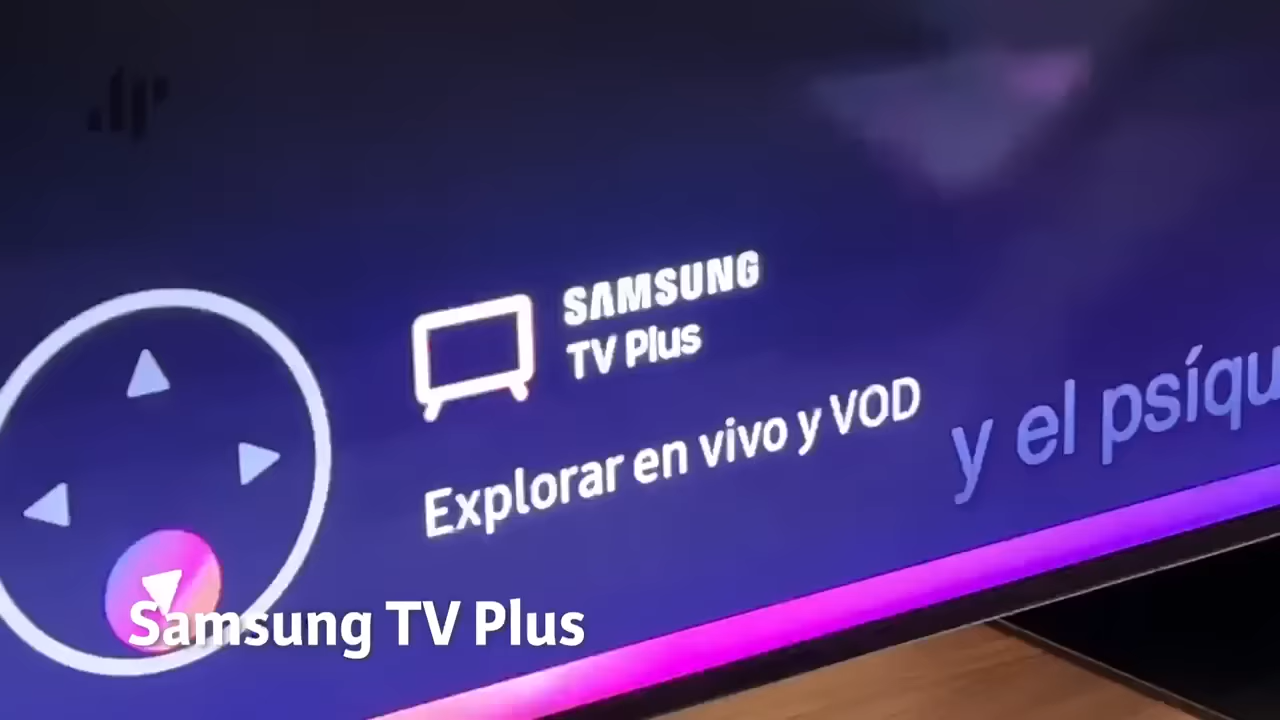 SAMSUNG
TV Plus
Explorar en vivo y VOD
y el psíqu
Samsung TV Plus